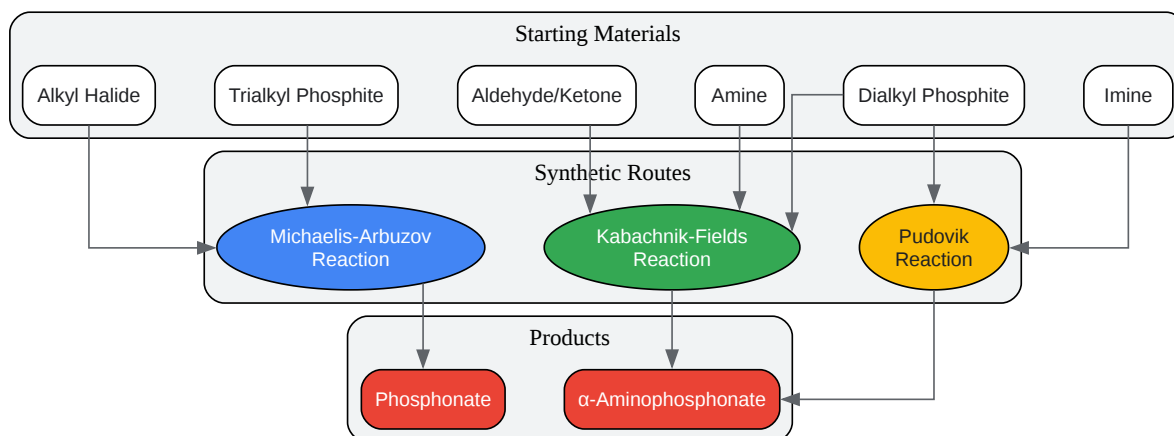 Starting Materials
Alkyl Halide
Trialkyl Phosphite
Aldehyde/Ketone
Amine
Dialkyl Phosphite
Imine
Synthetic Routes
Michaelis-Arbuzov
Reaction
Kabachnik-Fields
Reaction
Pudovik
Reaction
Products
Phosphonate
α-Aminophosphonate